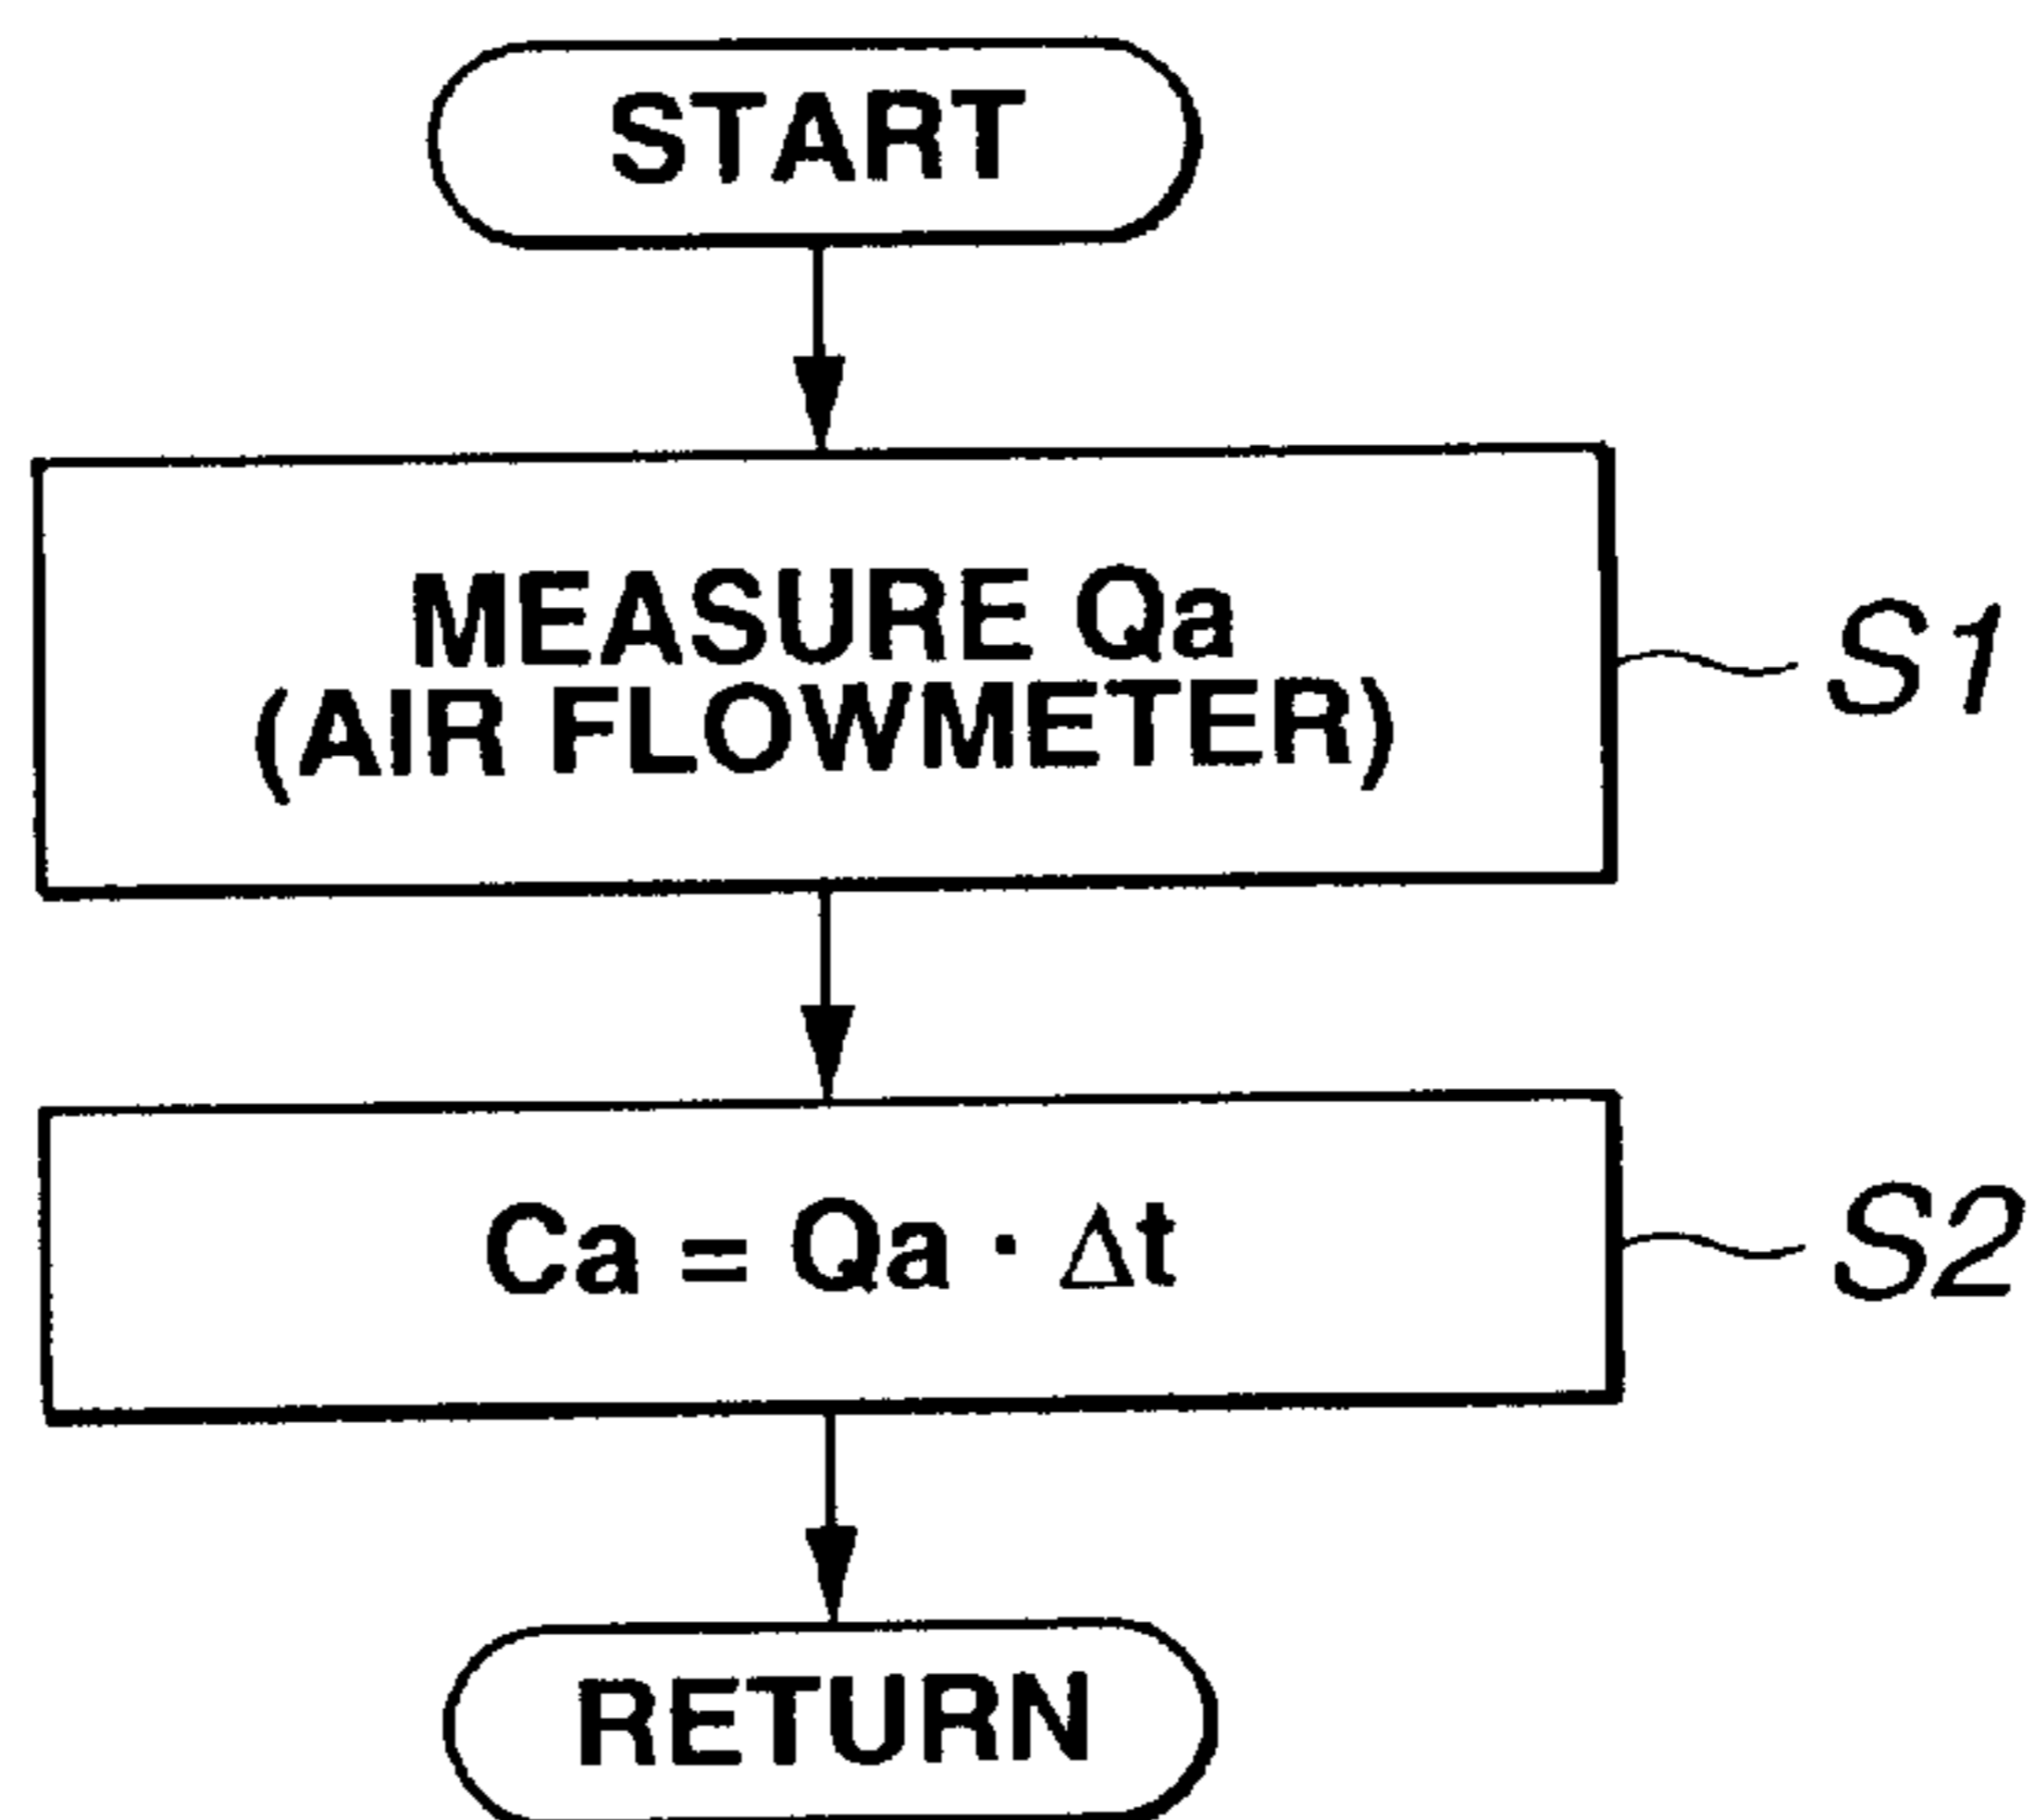 START
MEASURE Qa
(AIR FLOWMETER)
S1
Ca = Qa · Δt
S2
RETURN